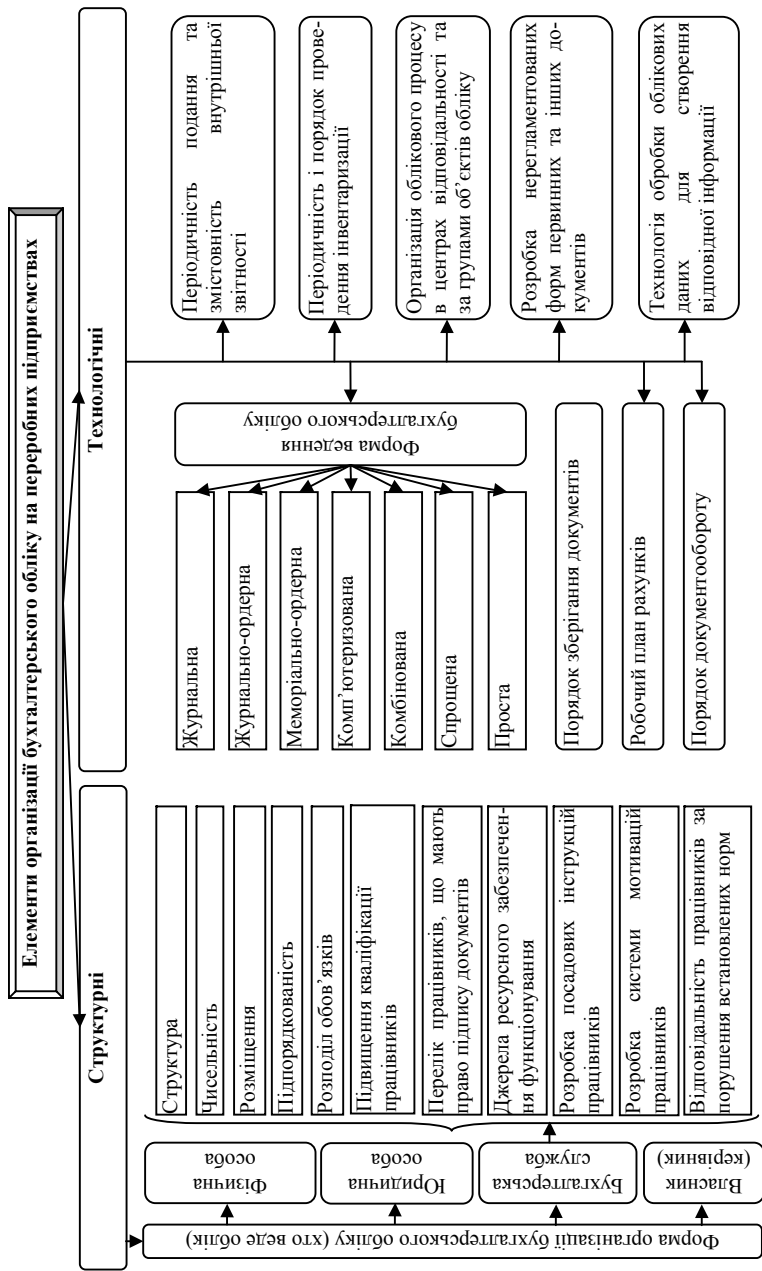 Елементи організації бухгалтерського обліку на переробних підприємствах
Структурні
Форма організації бухгалтерського обліку (хто веде облік)
Фізична
особа
Юридична
особа
Бухгалтерська
служба
Власник
(керівник)
Структура
Чисельність
Розміщення
Підпорядкованість
Розподіл обов’язків
Підвищення кваліфікації
працівників
Перелік працівників, що мають
право підпису документів
Джерела ресурсного забезпечен-
ня функціонування
Розробка посадових інструкцій
працівників
Розробка системи мотивацій
працівників
Відповідальність працівників за
порушення встановлених норм
Технологічні
Журнальна
Журнально-ордерна
Меморіально-ордерна
Комп’ютеризована
Комбінована
Спрощена
Проста
Форма ведення
бухгалтерського обліку
Порядок зберігання документів
Робочий план рахунків
Порядок документообороту
Періодичність подання та
змістовність внутрішньої
звітності
Періодичність і порядок прове-
дення інвентаризації
Організація облікового процесу
в центрах відповідальності та
за групами об’єктів обліку
Розробка нерегламентованих
форм первинних та інших до-
кументів
Технологія обробки облікових
даних для створення
відповідної інформації